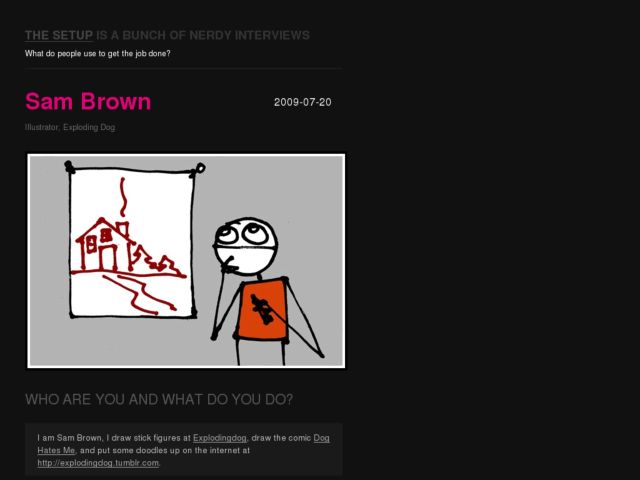 THE SETUP IS A BUNCH OF NERDY INTERVIEWS
What do people use to get the job done?
Sam Brown
2009-07-20
Illustrator; Exploding Dog
WHO ARE YOU AND WHAT DO YOU DO?
I am Sam Brown, I draw stick figures at Explodingdog, draw the comic Dog
Hates Me, and put some doodles up on the internet at
http://explodingdog.tumblr.com.